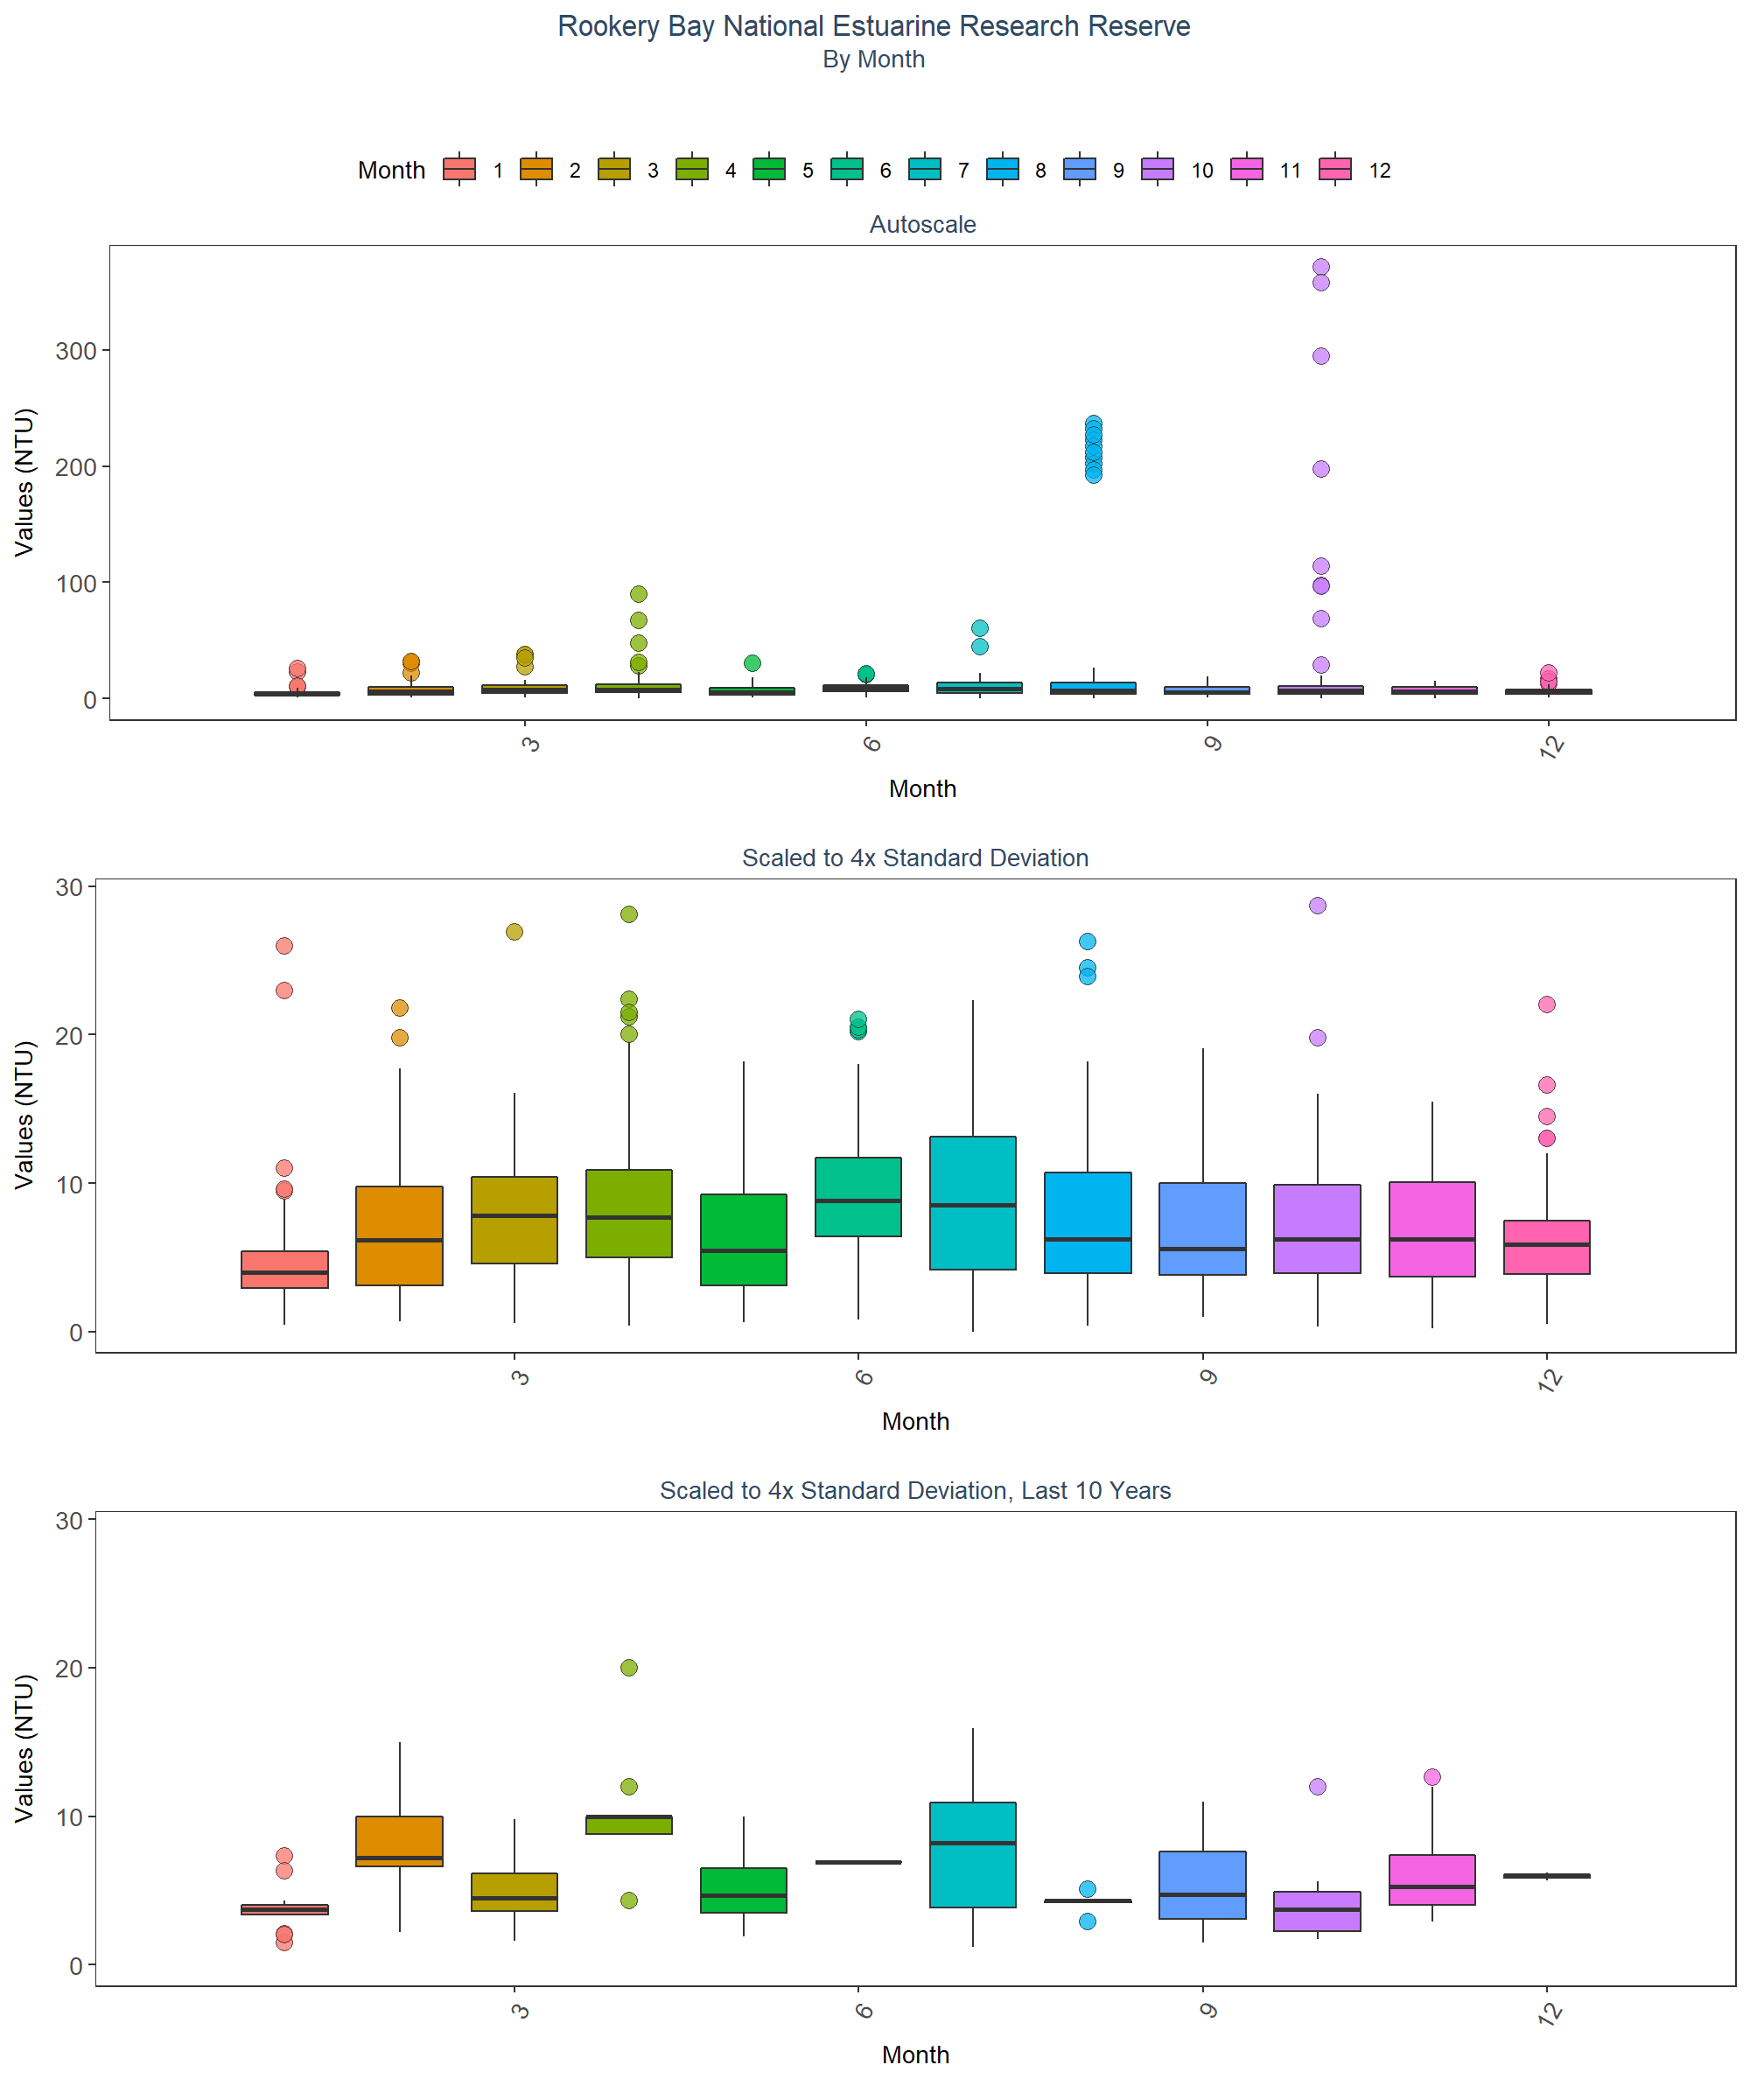 Rookery Bay National Estuarine Research Reserve
By Month
Month 1 2 3 4 5 6 7 8 9 10 11 12
Autoscale
Values (NTU)
300
200
100
0
3 6 9 12
Month
Scaled to 4x Standard Deviation
Values (NTU)
30
20
10
0
3 6 9 12
Month
Scaled to 4x Standard Deviation, Last 10 Years
Values (NTU)
30
20
10
0
3 6 9 12
Month